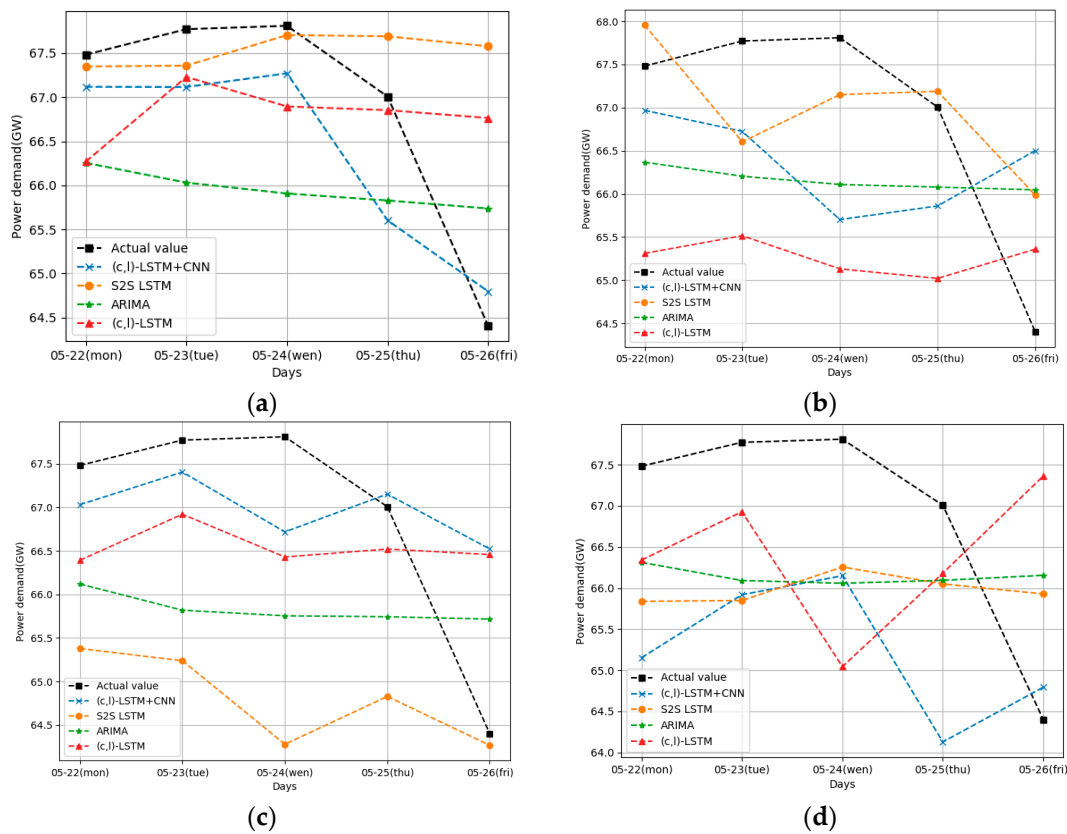 67.5
67.0
66.5
66.0
65.5
65.0
64.5
Power demand(GW)
Actual value
(c,l)-LSTM+CNN
S2S LSTM
ARIMA
(c,l)-LSTM
05-22(mon) 05-23(tue) 05-24(wen) 05-25(thu) 05-26(fri)
Days
(a)
68.0
67.5
67.0
66.5
66.0
65.5
65.0
64.5
Power demand(GW)
Actual value
(c,l)-LSTM+CNN
S2S LSTM
ARIMA
(c,l)-LSTM
05-22(mon) 05-23(tue) 05-24(wen) 05-25(thu) 05-26(fri)
Days
(b)
67.5
67.0
66.5
66.0
65.5
65.0
64.5
Power demand(GW)
Actual value
(c,l)-LSTM+CNN
S2S LSTM
ARIMA
(c,l)-LSTM
05-22(mon) 05-23(tue) 05-24(wen) 05-25(thu) 05-26(fri)
Days
(c)
67.5
67.0
66.5
66.0
65.5
65.0
64.5
64.0
Power demand(GW)
Actual value
(c,l)-LSTM+CNN
S2S LSTM
ARIMA
(c,l)-LSTM
05-22(mon) 05-23(tue) 05-24(wen) 05-25(thu) 05-26(fri)
Days
(d)